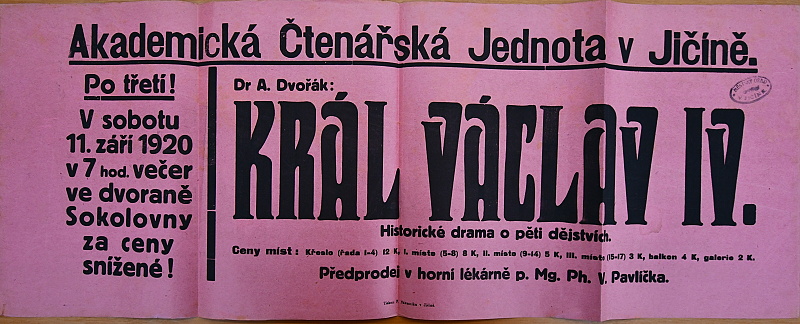 Akademická Čtenářská Jednota v Jičíně.
Po třetí!
V sobotu
11. září 1920
v 7 hod. večer
ve dvoraně
Sokolovny
za ceny
snížené!
Dr A. Dvořák:
KRÁL VÁCLAV IV.
Historické drama o pěti dějstvích.
Ceny míst: Křeslo (řada 1-4) 12 K, I. místo (5-8) 8 K, II. místo (9-14) 5 K, III. místo (15-17) 3 K, balkon 4 K, galerie 2 K.
Předprodej v horní lékárně p. Mg. Ph. V. Pavlíčka.